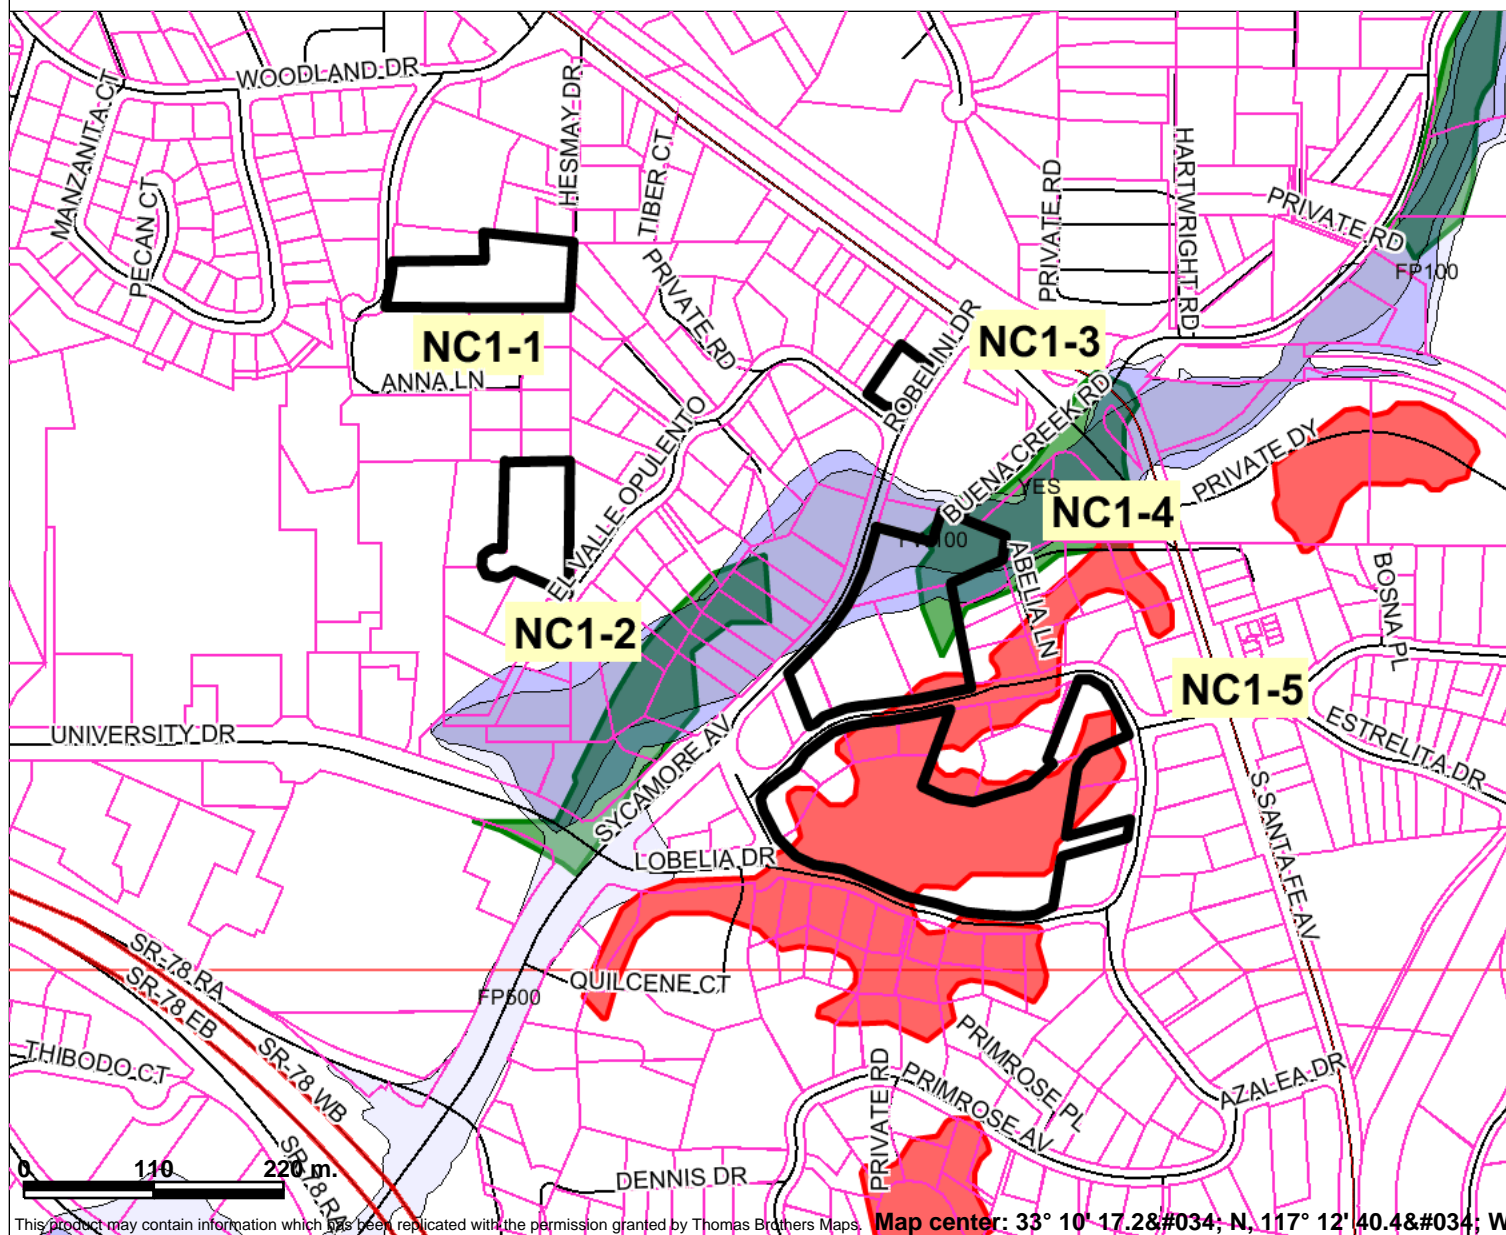 WOODLAND DR
MANZANITA CT
PECAN CT
HESMAY DR
TIBER CT
PRIVATE RD
HARTWRIGHT RD
PRIVATE RD
FP100
PRIVATE RD
ROBELINI DR
NC1-3
NC1-1
ANNA LN
EL VALLE OPULENTO
BUENA CREEK RD
PRIVATE DY
YES
NC1-4
ABELIA LN
BOSNA PL
NC1-2
NC1-5
UNIVERSITY DR
SYCAMORE AV
ESTRELITA DR
S SANTA FE AV
LOBELIA DR
SR-78 RA
SR-78 EB
QUILCENE CT
FP500
SR-78 WB
THIBODO CT
PRIVATE RD
PRIMROSE PL
PRIMROSE AV
AZALEA DR
DENNIS DR
SR-78 RA
0 110 220 m.
This product may contain information which has been replicated with the permission granted by Thomas Brothers Maps. Map center: 33° 10' 17.2&#034; N, 117° 12' 40.4&#034; W